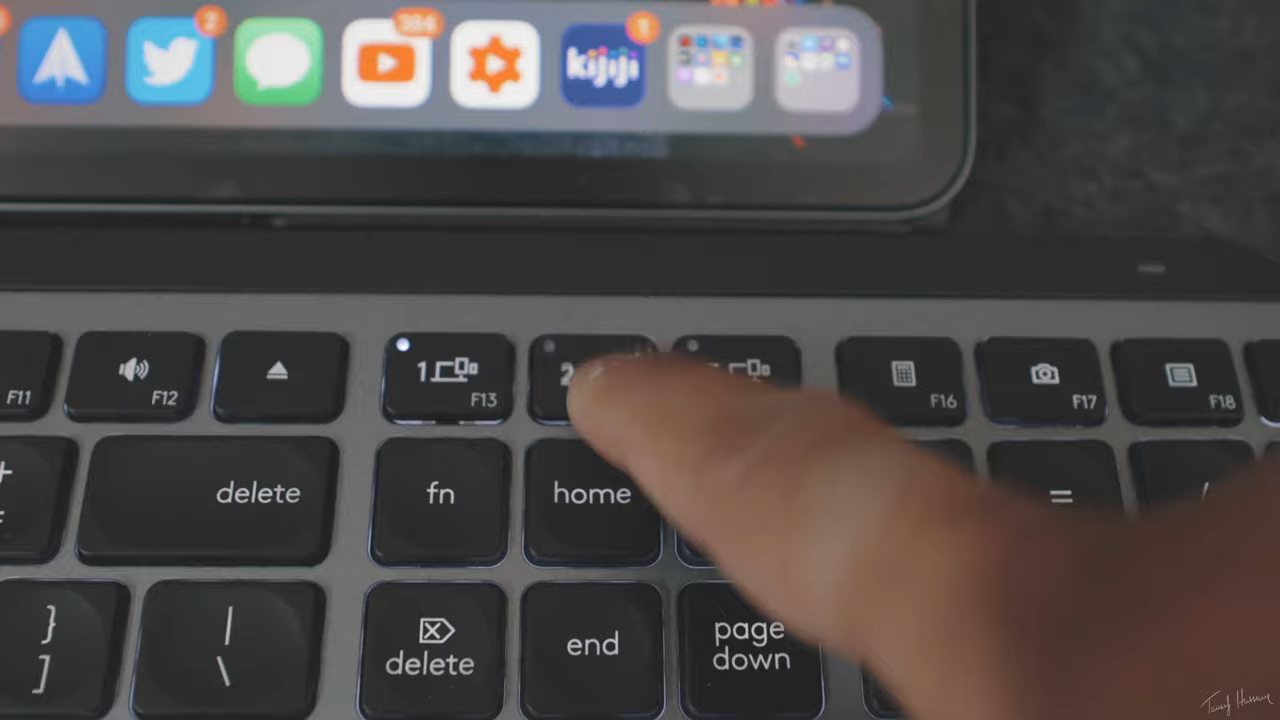 2
384
1
kijiji
F11
F12
1
F13
2
F16
F17
F18
+
=
delete
fn
home
=
/
}
]
|
\
delete
end
page
down